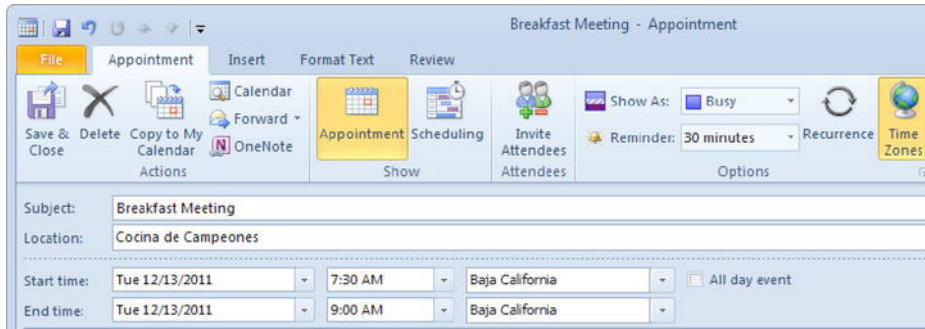 Breakfast Meeting - Appointment
File Appointment Insert Format Text Review
Save & Close
Delete
Copy to My Calendar
Calendar
Forward
OneNote
Actions
Appointment
Scheduling
Show
Invite Attendees
Attendees
Show As: Busy
Reminder: 30 minutes
Recurrence
Time Zones
Options
Subject: Breakfast Meeting
Location: Cocina de Campeones
Start time: Tue 12/13/2011 7:30 AM Baja California All day event
End time: Tue 12/13/2011 9:00 AM Baja California